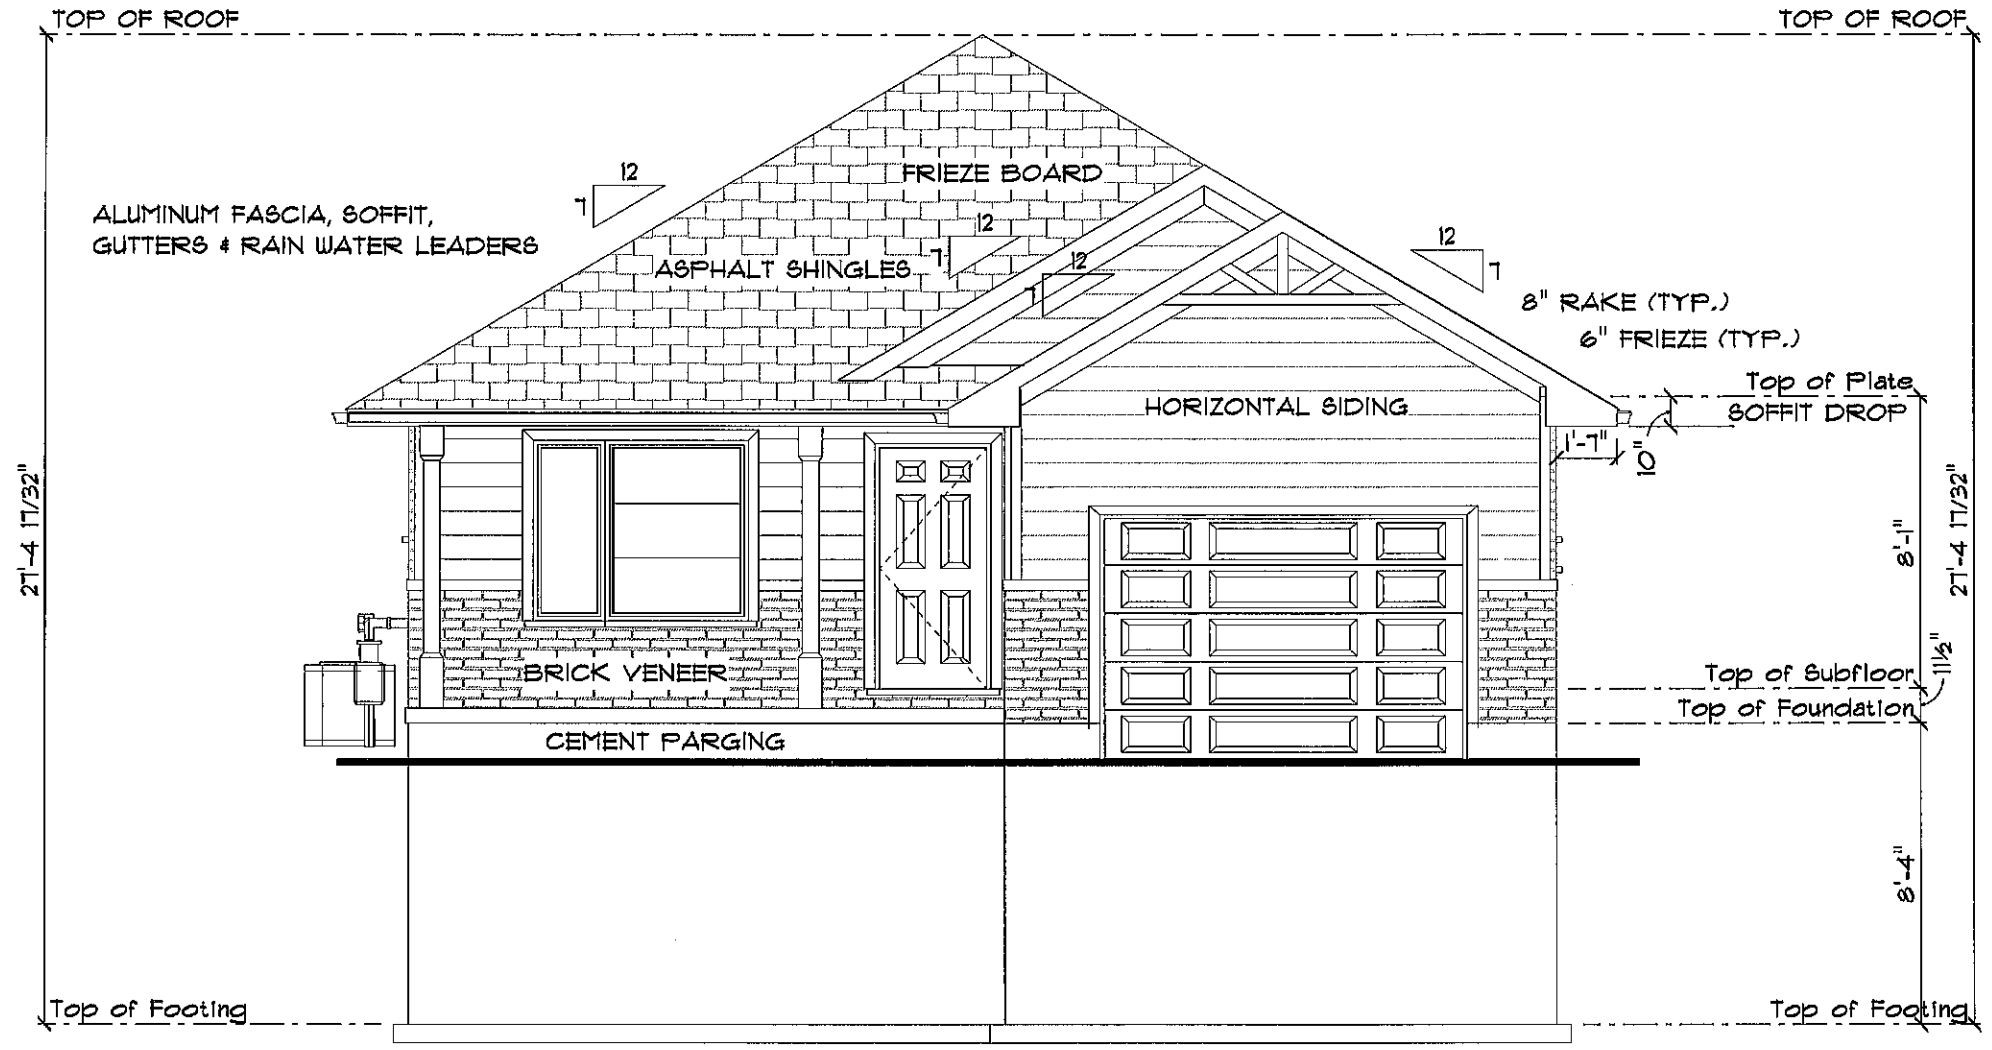 TOP OF ROOF
TOP OF ROOF
12
7
FRIEZE BOARD
ALUMINUM FASCIA, SOFFIT,
GUTTERS & RAIN WATER LEADERS
12
7
ASPHALT SHINGLES
12
7
12
7
8" RAKE (TYP.)
6" FRIEZE (TYP.)
Top of Plate
HORIZONTAL SIDING
SOFFIT DROP
1'-7"
10"
27'-4 17/32"
8'-1"
27'-4 17/32"
BRICK VENEER
Top of Subfloor
11½"
Top of Foundation
CEMENT PARGING
8'-4"
Top of Footing
Top of Footing